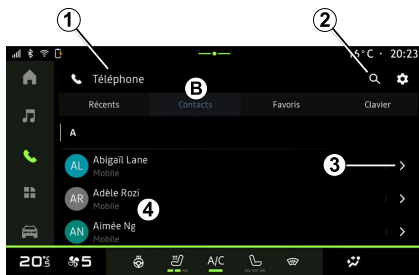 1
2
°C · 20:23
Téléphone
B
Récents Contacts Favoris Clavier
A
AL Abigaïl Lane
Mobile
3
AR Adèle Rozi
Mobile
4
AN Aimée Ng
Mobile
20°5 5 A/C